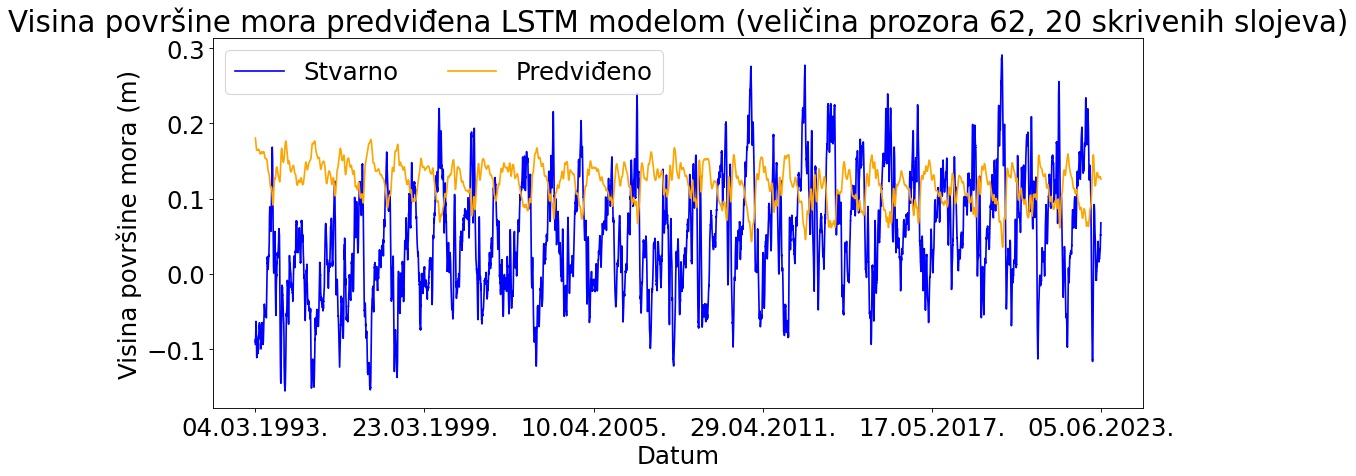 Visina površine mora predviđena LSTM modelom (veličina prozora 62, 20 skrivenih slojeva)
Stvarno Predviđeno
Visina površine mora (m)
0.3
0.2
0.1
0.0
−0.1
04.03.1993. 23.03.1999. 10.04.2005. 29.04.2011. 17.05.2017. 05.06.2023.
Datum